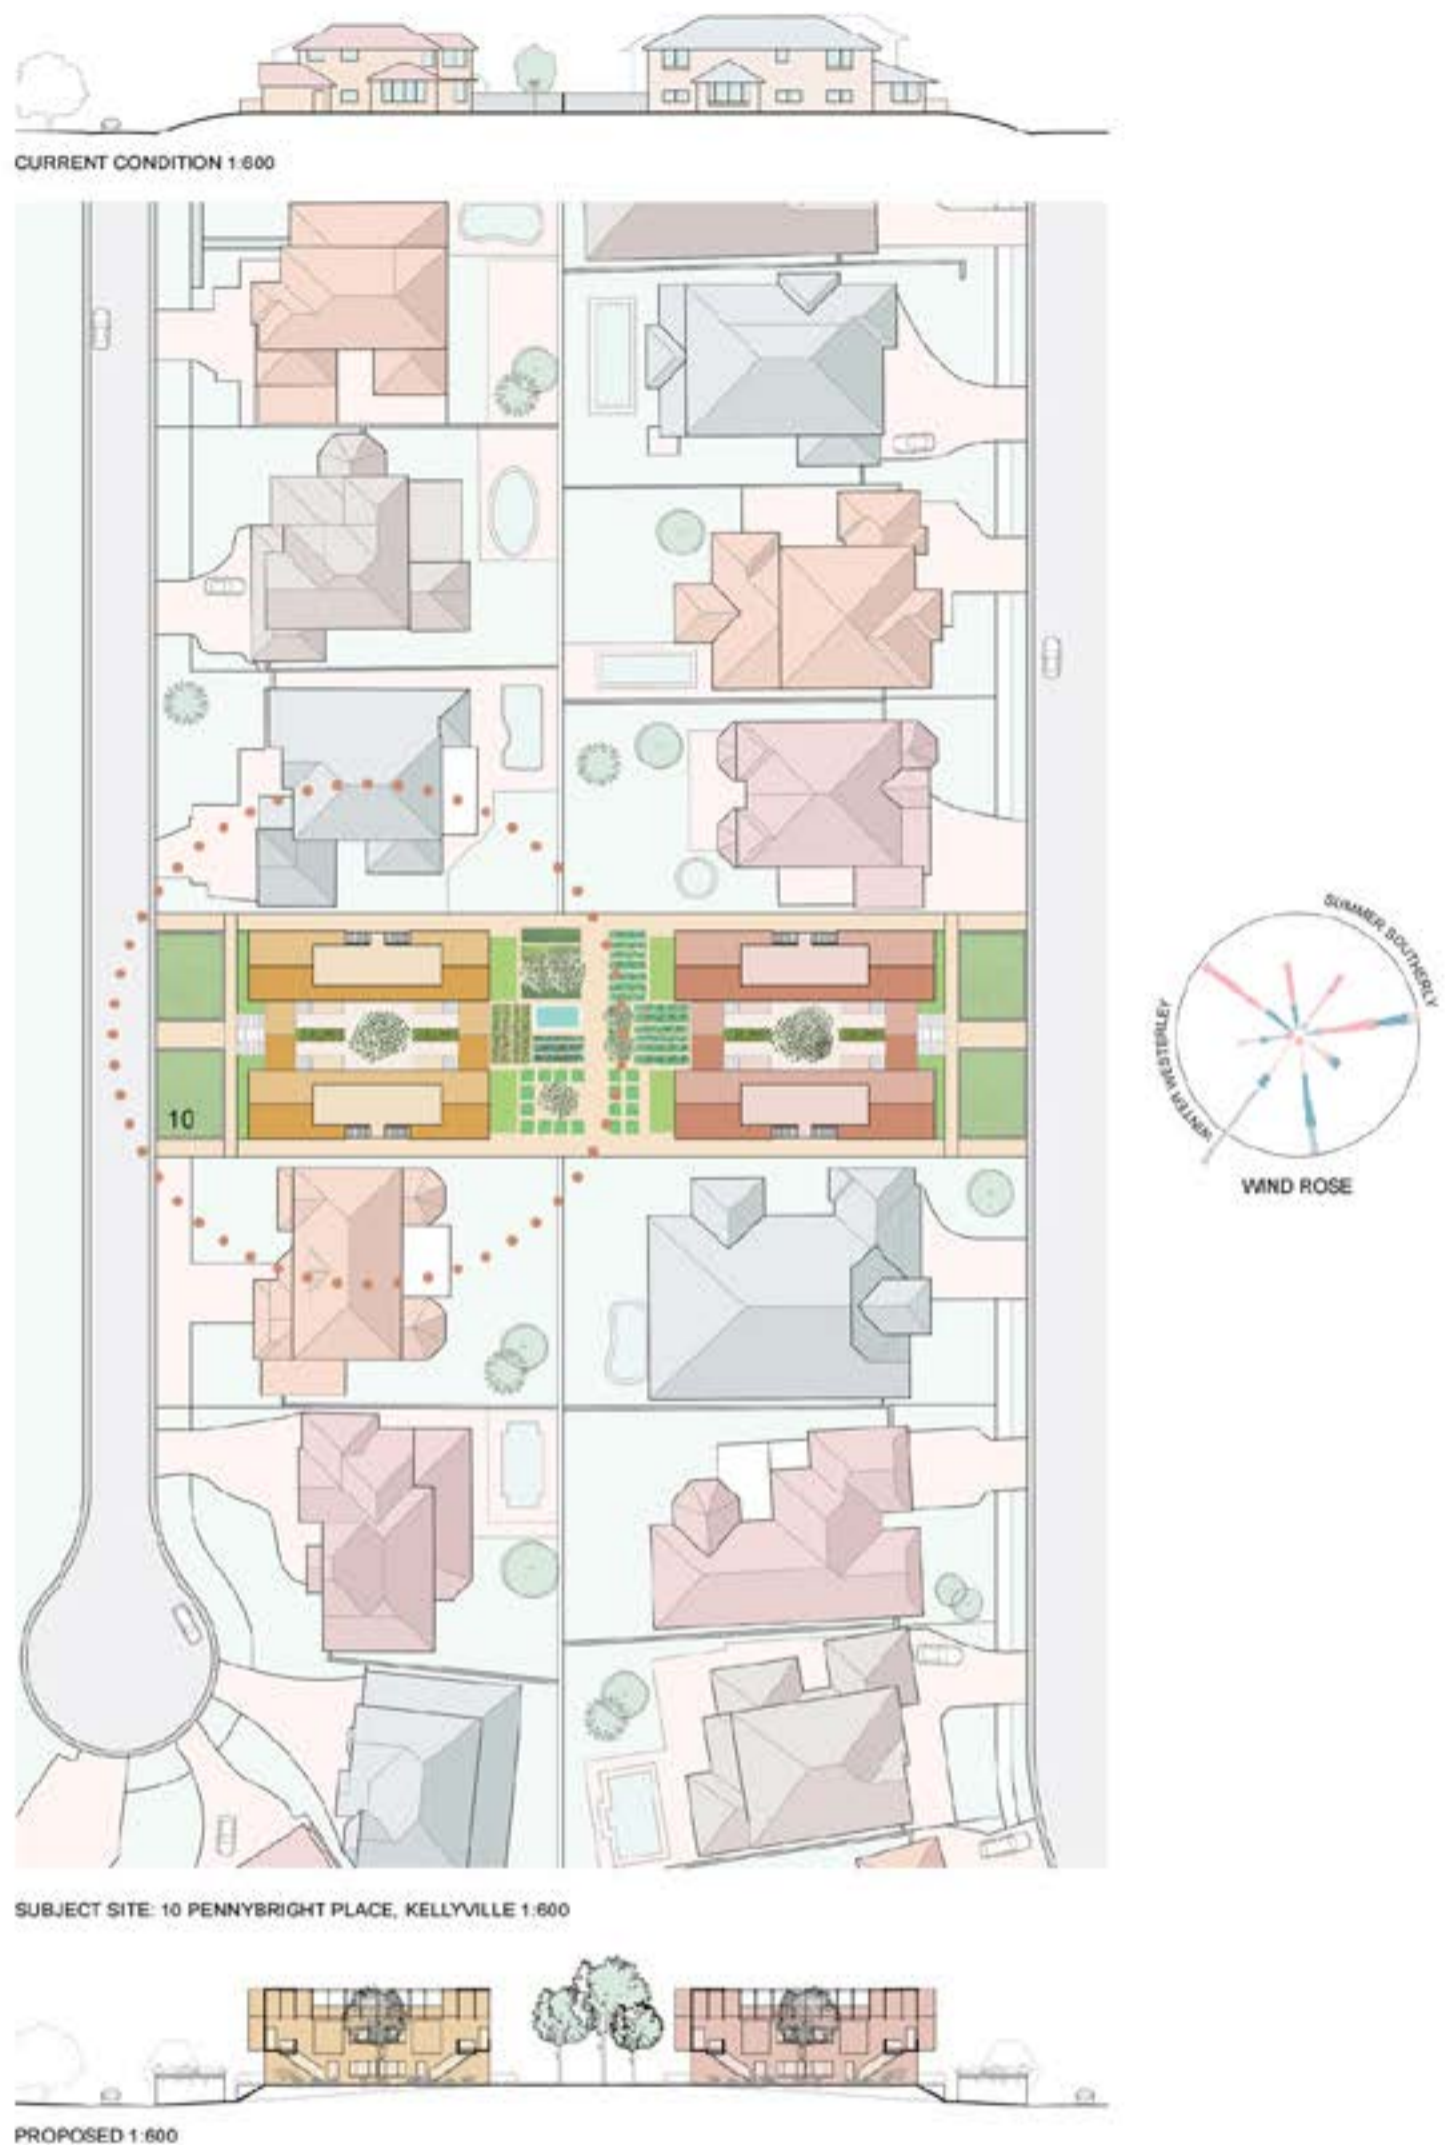 CURRENT CONDITION 1:600
10
SUMMER SOUTHERLY
WINTER WESTERLEY
WIND ROSE
SUBJECT SITE: 10 PENNYBRIGHT PLACE, KELLYVILLE 1:600
PROPOSED 1:600